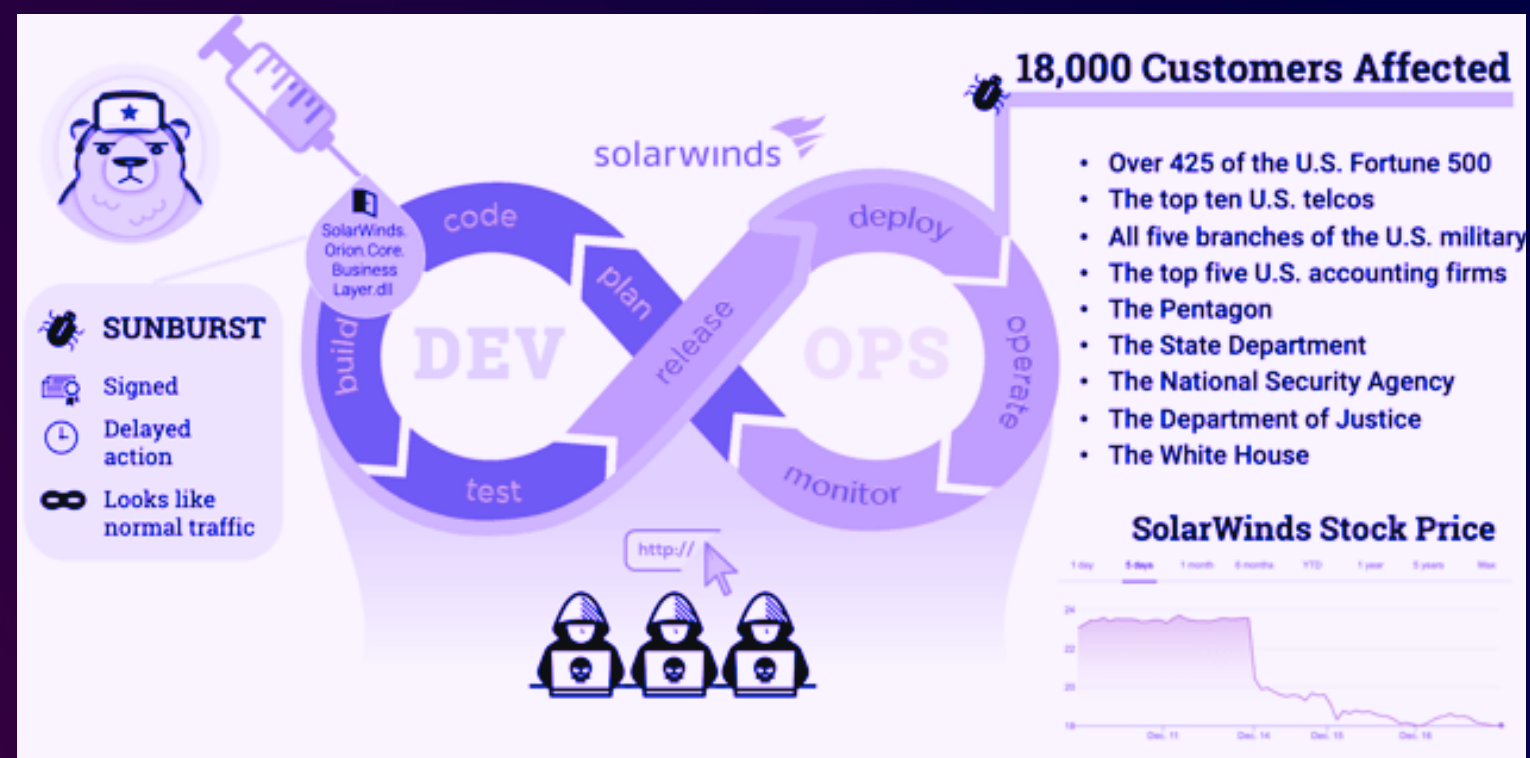 18,000 Customers Affected
solarwinds
• Over 425 of the U.S. Fortune 500
• The top ten U.S. telcos
• All five branches of the U.S. military
• The top five U.S. accounting firms
• The Pentagon
• The State Department
• The National Security Agency
• The Department of Justice
• The White House
SolarWinds.
Orion.Core.
Business
Layer.dll
code
plan
build
test
release
deploy
operate
monitor
DEV
OPS
SUNBURST
Signed
Delayed
action
Looks like
normal traffic
http://
SolarWinds Stock Price
1 day 5 days 1 month 6 months YTD 1 year 5 years Max
24
22
20
18
Dec. 11 Dec. 14 Dec. 15 Dec. 16